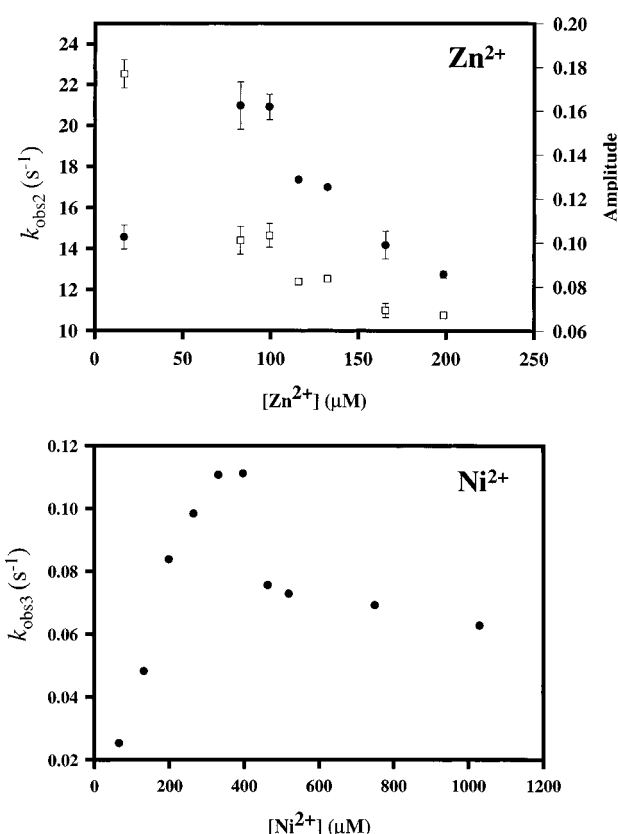 24
22
20
18
16
14
12
10
k_obs2 (s⁻¹)
0.20
0.18
0.16
0.14
0.12
0.10
0.08
0.06
Amplitude
Zn²⁺
0 50 100 150 200 250
[Zn²⁺] (µM)
0.12
0.10
0.08
0.06
0.04
0.02
k_obs3 (s⁻¹)
Ni²⁺
0 200 400 600 800 1000 1200
[Ni²⁺] (µM)